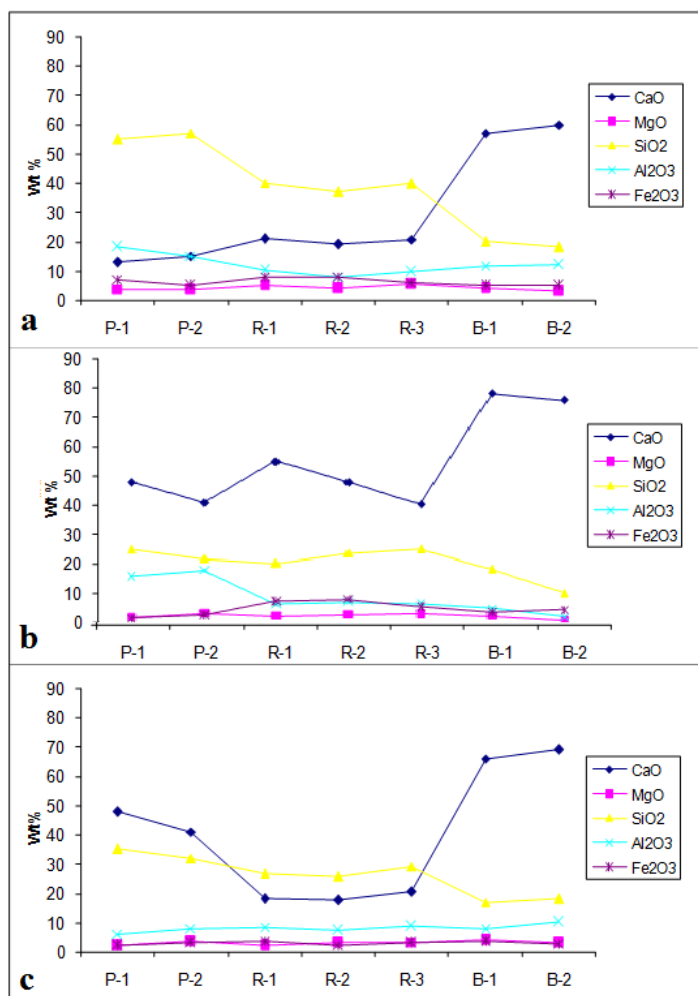 90
80
70
60
50
40
30
20
10
0
Wt %
CaO
MgO
SiO2
Al2O3
Fe2O3
a
P-1 P-2 R-1 R-2 R-3 B-1 B-2
90
80
70
60
50
40
30
20
10
0
Wt %
CaO
MgO
SiO2
Al2O3
Fe2O3
b
P-1 P-2 R-1 R-2 R-3 B-1 B-2
90
80
70
60
50
40
30
20
10
0
Wt%
CaO
MgO
SiO2
Al2O3
Fe2O3
c
P-1 P-2 R-1 R-2 R-3 B-1 B-2